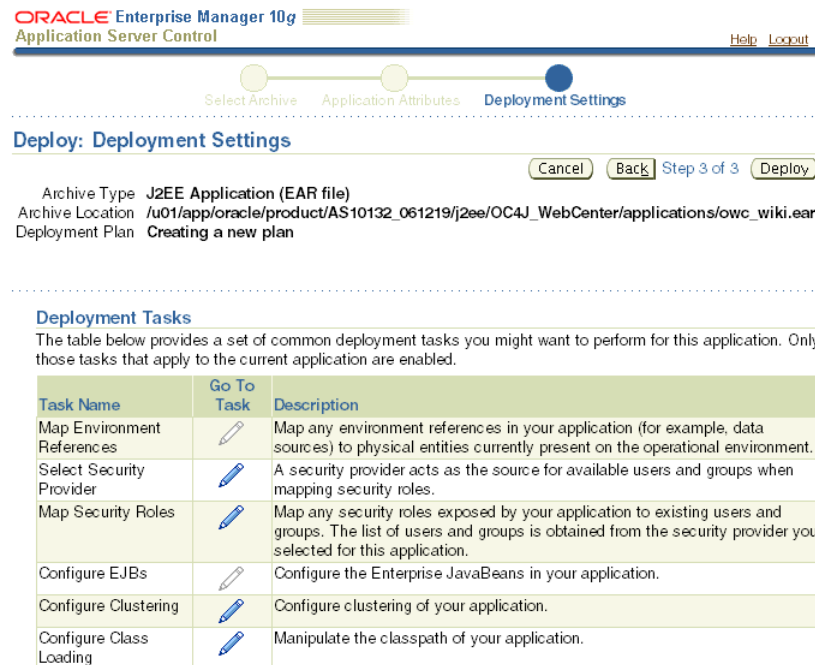 ORACLE Enterprise Manager 10g
Application Server Control
Help Logout
Select Archive Application Attributes Deployment Settings
Deploy: Deployment Settings
Cancel Back Step 3 of 3 Deploy
Archive Type J2EE Application (EAR file)
Archive Location /u01/app/oracle/product/AS10132_061219/j2ee/OC4J_WebCenter/applications/owc_wiki.ear
Deployment Plan Creating a new plan
Deployment Tasks
The table below provides a set of common deployment tasks you might want to perform for this application. Only
those tasks that apply to the current application are enabled.
Go To
Task Name Task Description
Map Environment Map any environment references in your application (for example, data
References sources) to physical entities currently present on the operational environment.
Select Security A security provider acts as the source for available users and groups when
Provider mapping security roles.
Map Security Roles Map any security roles exposed by your application to existing users and
groups. The list of users and groups is obtained from the security provider you
selected for this application.
Configure EJBs Configure the Enterprise JavaBeans in your application.
Configure Clustering Configure clustering of your application.
Configure Class Manipulate the classpath of your application.
Loading